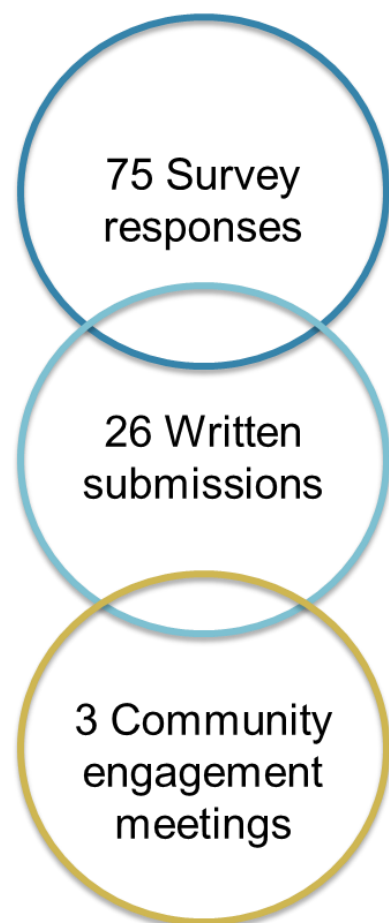 75 Survey
responses
26 Written
submissions
3 Community
engagement
meetings